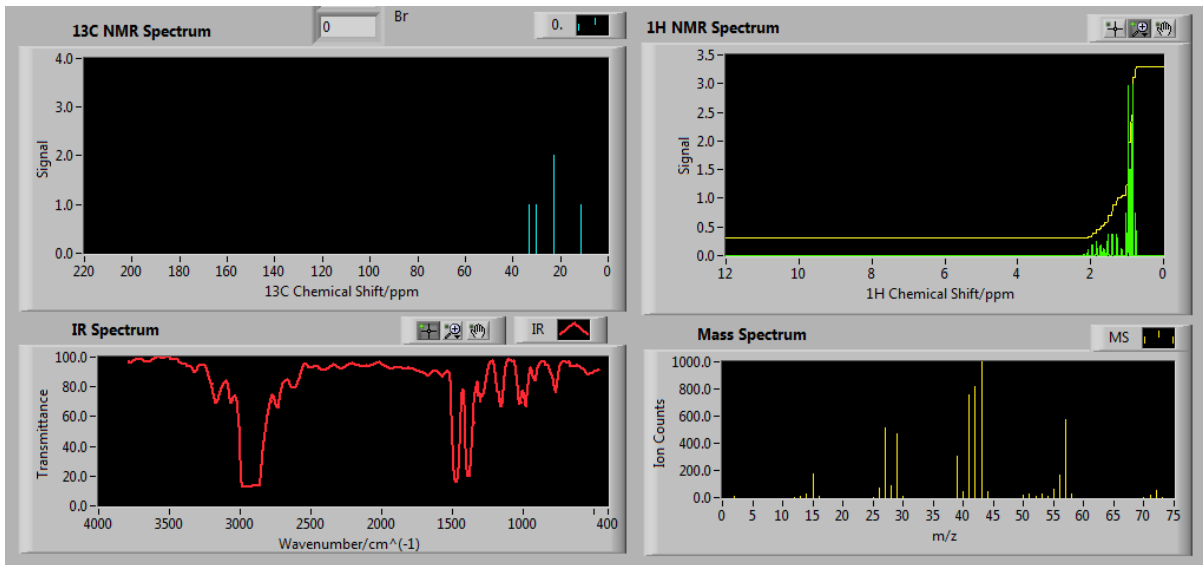 13C NMR Spectrum
0
Br
0.
4.0
3.0
Signal
2.0
1.0
0.0
220 200 180 160 140 120 100 80 60 40 20 0
13C Chemical Shift/ppm
1H NMR Spectrum
3.5
3.0
2.5
Signal
2.0
1.5
1.0
0.5
0.0
12 10 8 6 4 2 0
1H Chemical Shift/ppm
IR Spectrum
IR
100.0
80.0
Transmittance
60.0
40.0
20.0
0.0
4000 3000 2000 1000 400
Wavenumber/cm^(-1)
Mass Spectrum
MS
1000.0
800.0
Ion Counts
600.0
400.0
200.0
0.0
0 5 10 15 20 25 30 35 40 45 50 55 60 65 70 75
m/z